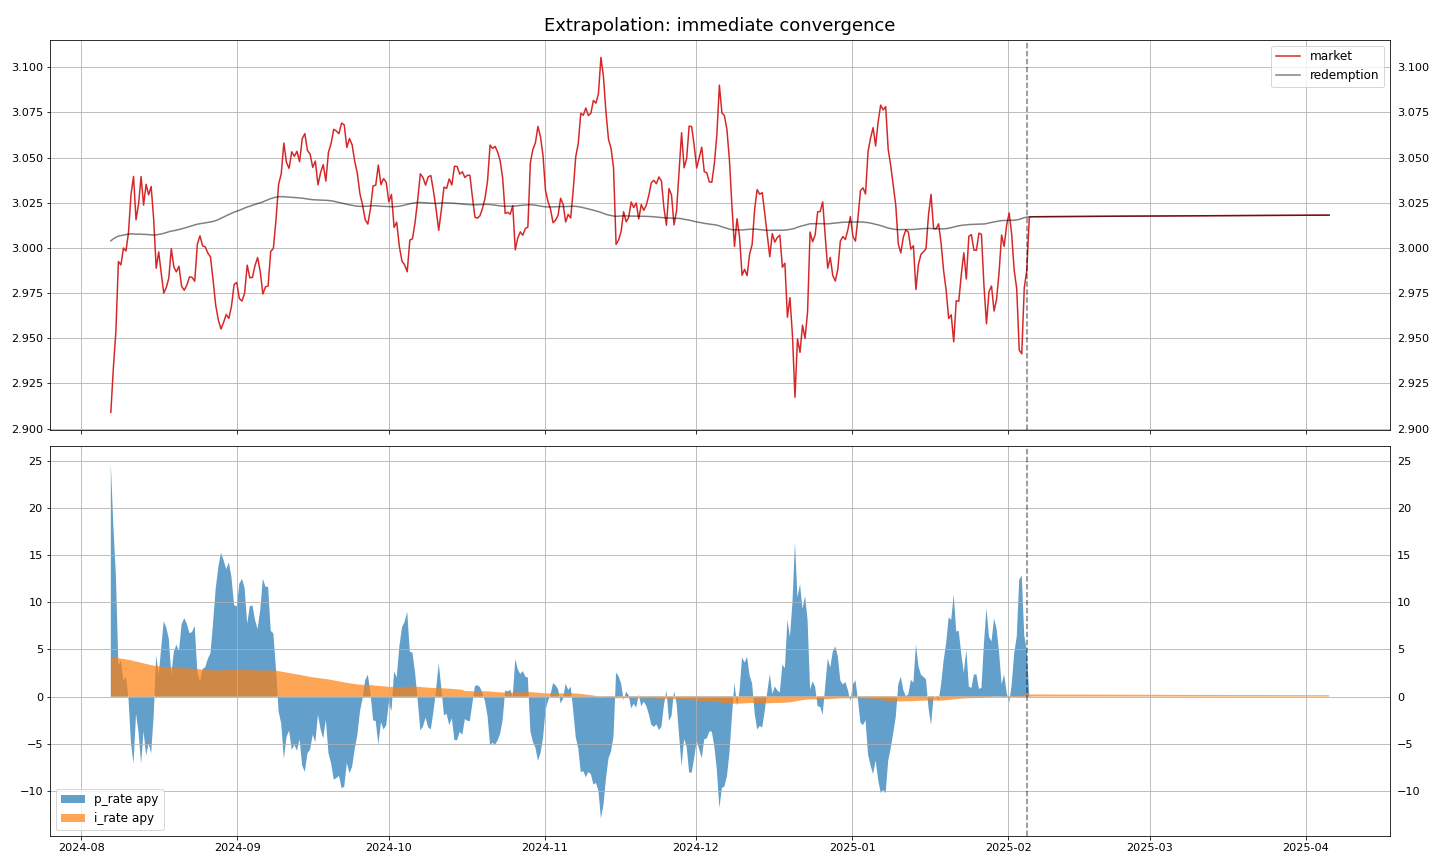 Extrapolation: immediate convergence
market
redemption
3.100 3.100
3.075 3.075
3.050 3.050
3.025 3.025
3.000 3.000
2.975 2.975
2.950 2.950
2.925 2.925
2.900 2.900
25 25
20 20
15 15
10 10
5 5
0 0
−5 −5
−10 −10
p_rate apy
i_rate apy
2024-08 2024-09 2024-10 2024-11 2024-12 2025-01 2025-02 2025-03 2025-04